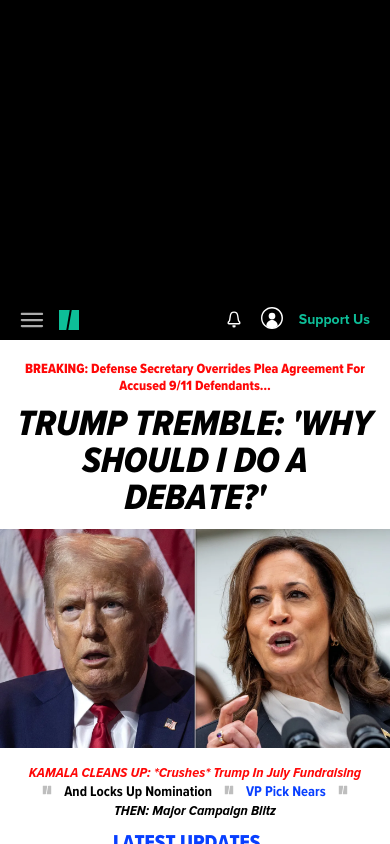 Support Us
BREAKING: Defense Secretary Overrides Plea Agreement For
Accused 9/11 Defendants...
TRUMP TREMBLE: 'WHY
SHOULD I DO A
DEBATE?'
KAMALA CLEANS UP: *Crushes* Trump In July Fundraising
And Locks Up Nomination VP Pick Nears
THEN: Major Campaign Blitz
LATEST UPDATES